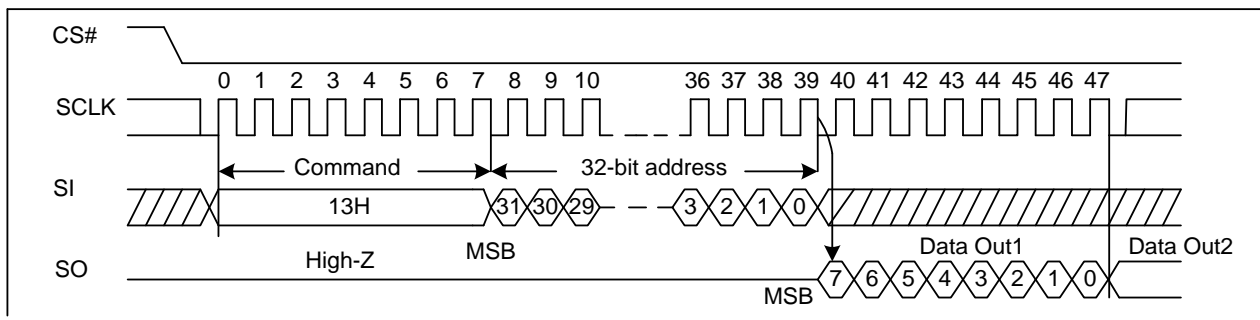 CS#
0 1 2 3 4 5 6 7 8 9 10 36 37 38 39 40 41 42 43 44 45 46 47
SCLK
Command 32-bit address
SI
13H 31 30 29 3 2 1 0
High-Z MSB Data Out1 Data Out2
SO
7 6 5 4 3 2 1 0
MSB